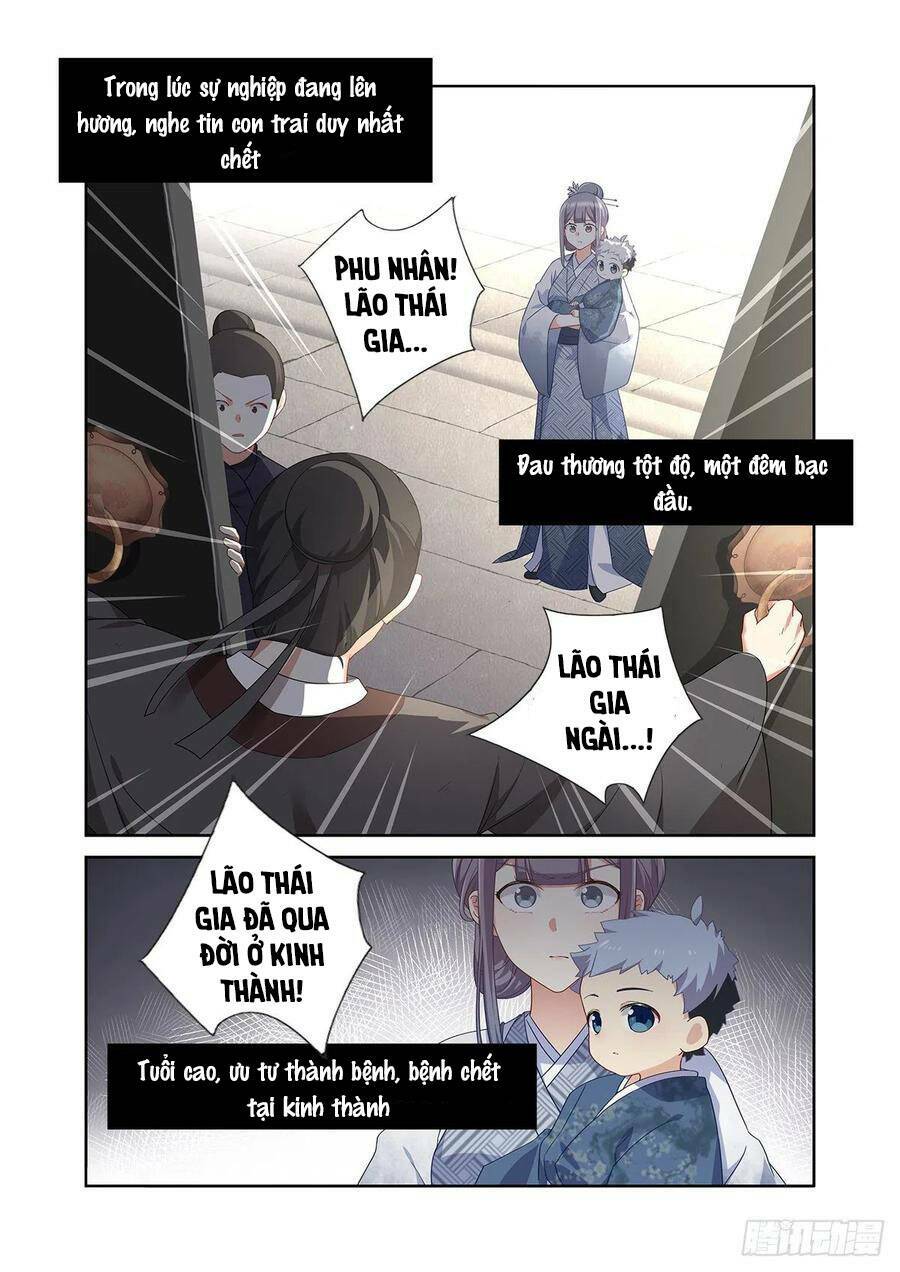 Trong lúc sự nghiệp đang lên
hương, nghe tin con trai duy nhất
chết
PHU NHÂN!
LÃO THÁI
GIA...
Đau thương tột độ, một đêm bạc
đầu.
LÃO THÁI
GIA
NGÀI...!
LÃO THÁI
GIA ĐÃ QUA
ĐỜI Ở KINH
THÀNH!
Tuổi cao, ưu tư thành bệnh, bệnh chết
tại kinh thành
腾讯动漫